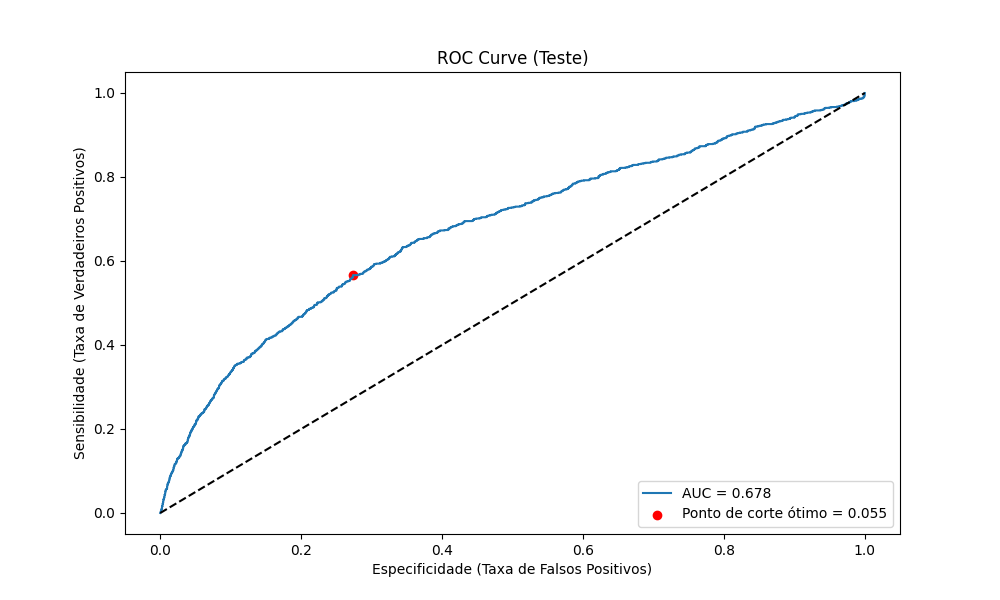 ROC Curve (Teste)
1.0
0.8
0.6
0.4
0.2
0.0
Sensibilidade (Taxa de Verdadeiros Positivos)
AUC = 0.678
Ponto de corte ótimo = 0.055
0.0 0.2 0.4 0.6 0.8 1.0
Especificidade (Taxa de Falsos Positivos)